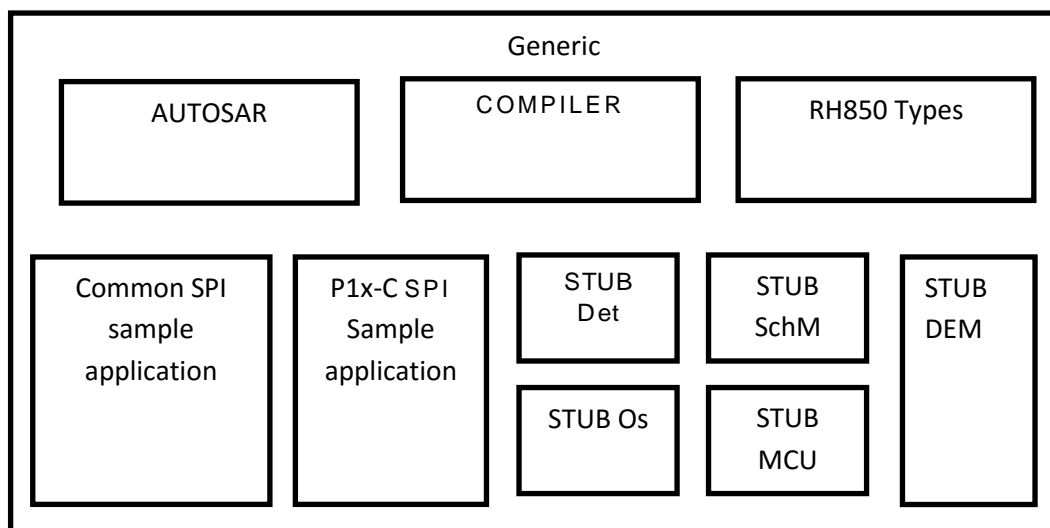 Generic
AUTOSAR
COMPILER
RH850 Types
Common SPI
sample
application
P1x-C SPI
Sample
application
STUB
Det
STUB
SchM
STUB
DEM
STUB Os
STUB
MCU